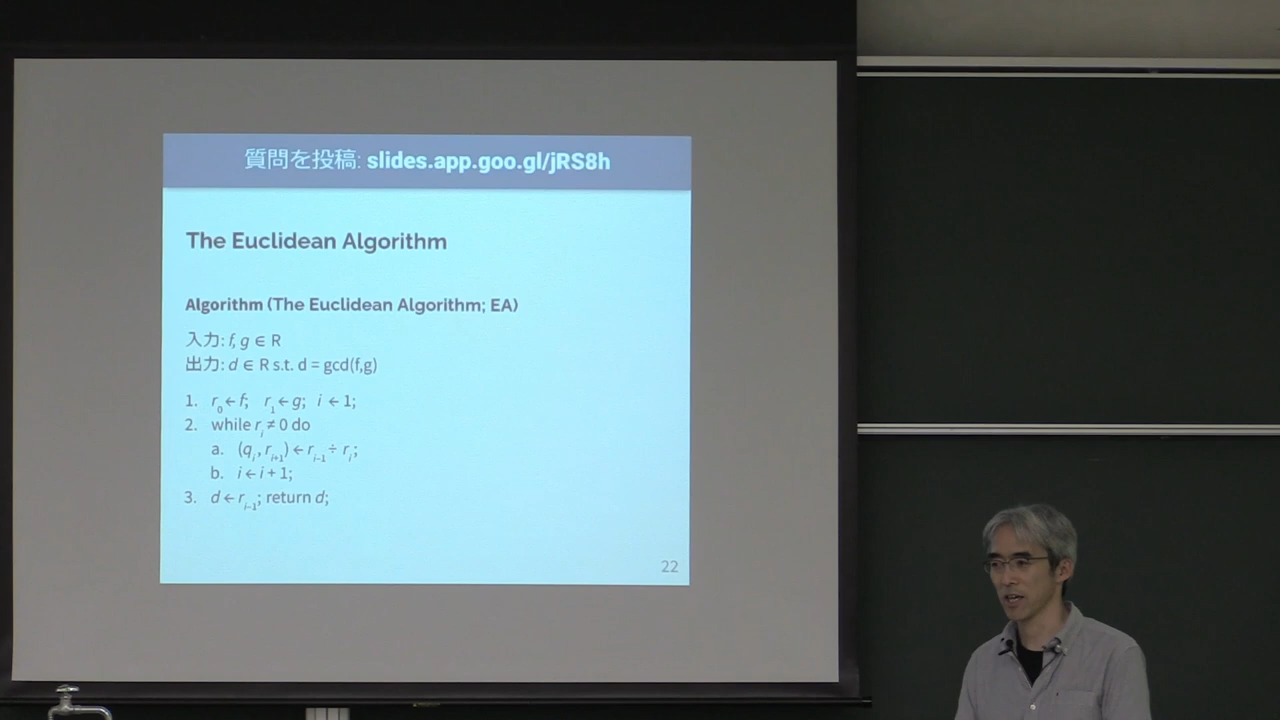 質問を投稿: slides.app.goo.gl/jRS8h
The Euclidean Algorithm
Algorithm (The Euclidean Algorithm; EA)
入力: f, g ∈ R
出力: d ∈ R s.t. d = gcd(f,g)
1. r₀ ← f; r₁ ← g; i ← 1;
2. while rᵢ ≠ 0 do
a. (qᵢ, rᵢ₊₁) ← rᵢ₋₁ ÷ rᵢ;
b. i ← i + 1;
3. d ← rᵢ₋₁; return d;
22